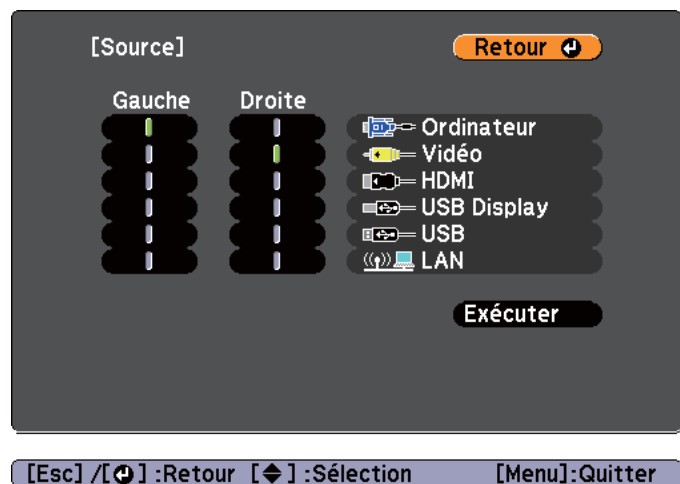 [Source] Retour
Gauche Droite
Ordinateur
Vidéo
HDMI
USB Display
USB
LAN
Exécuter
[Esc] /[ ] :Retour [ ] :Sélection [Menu]:Quitter